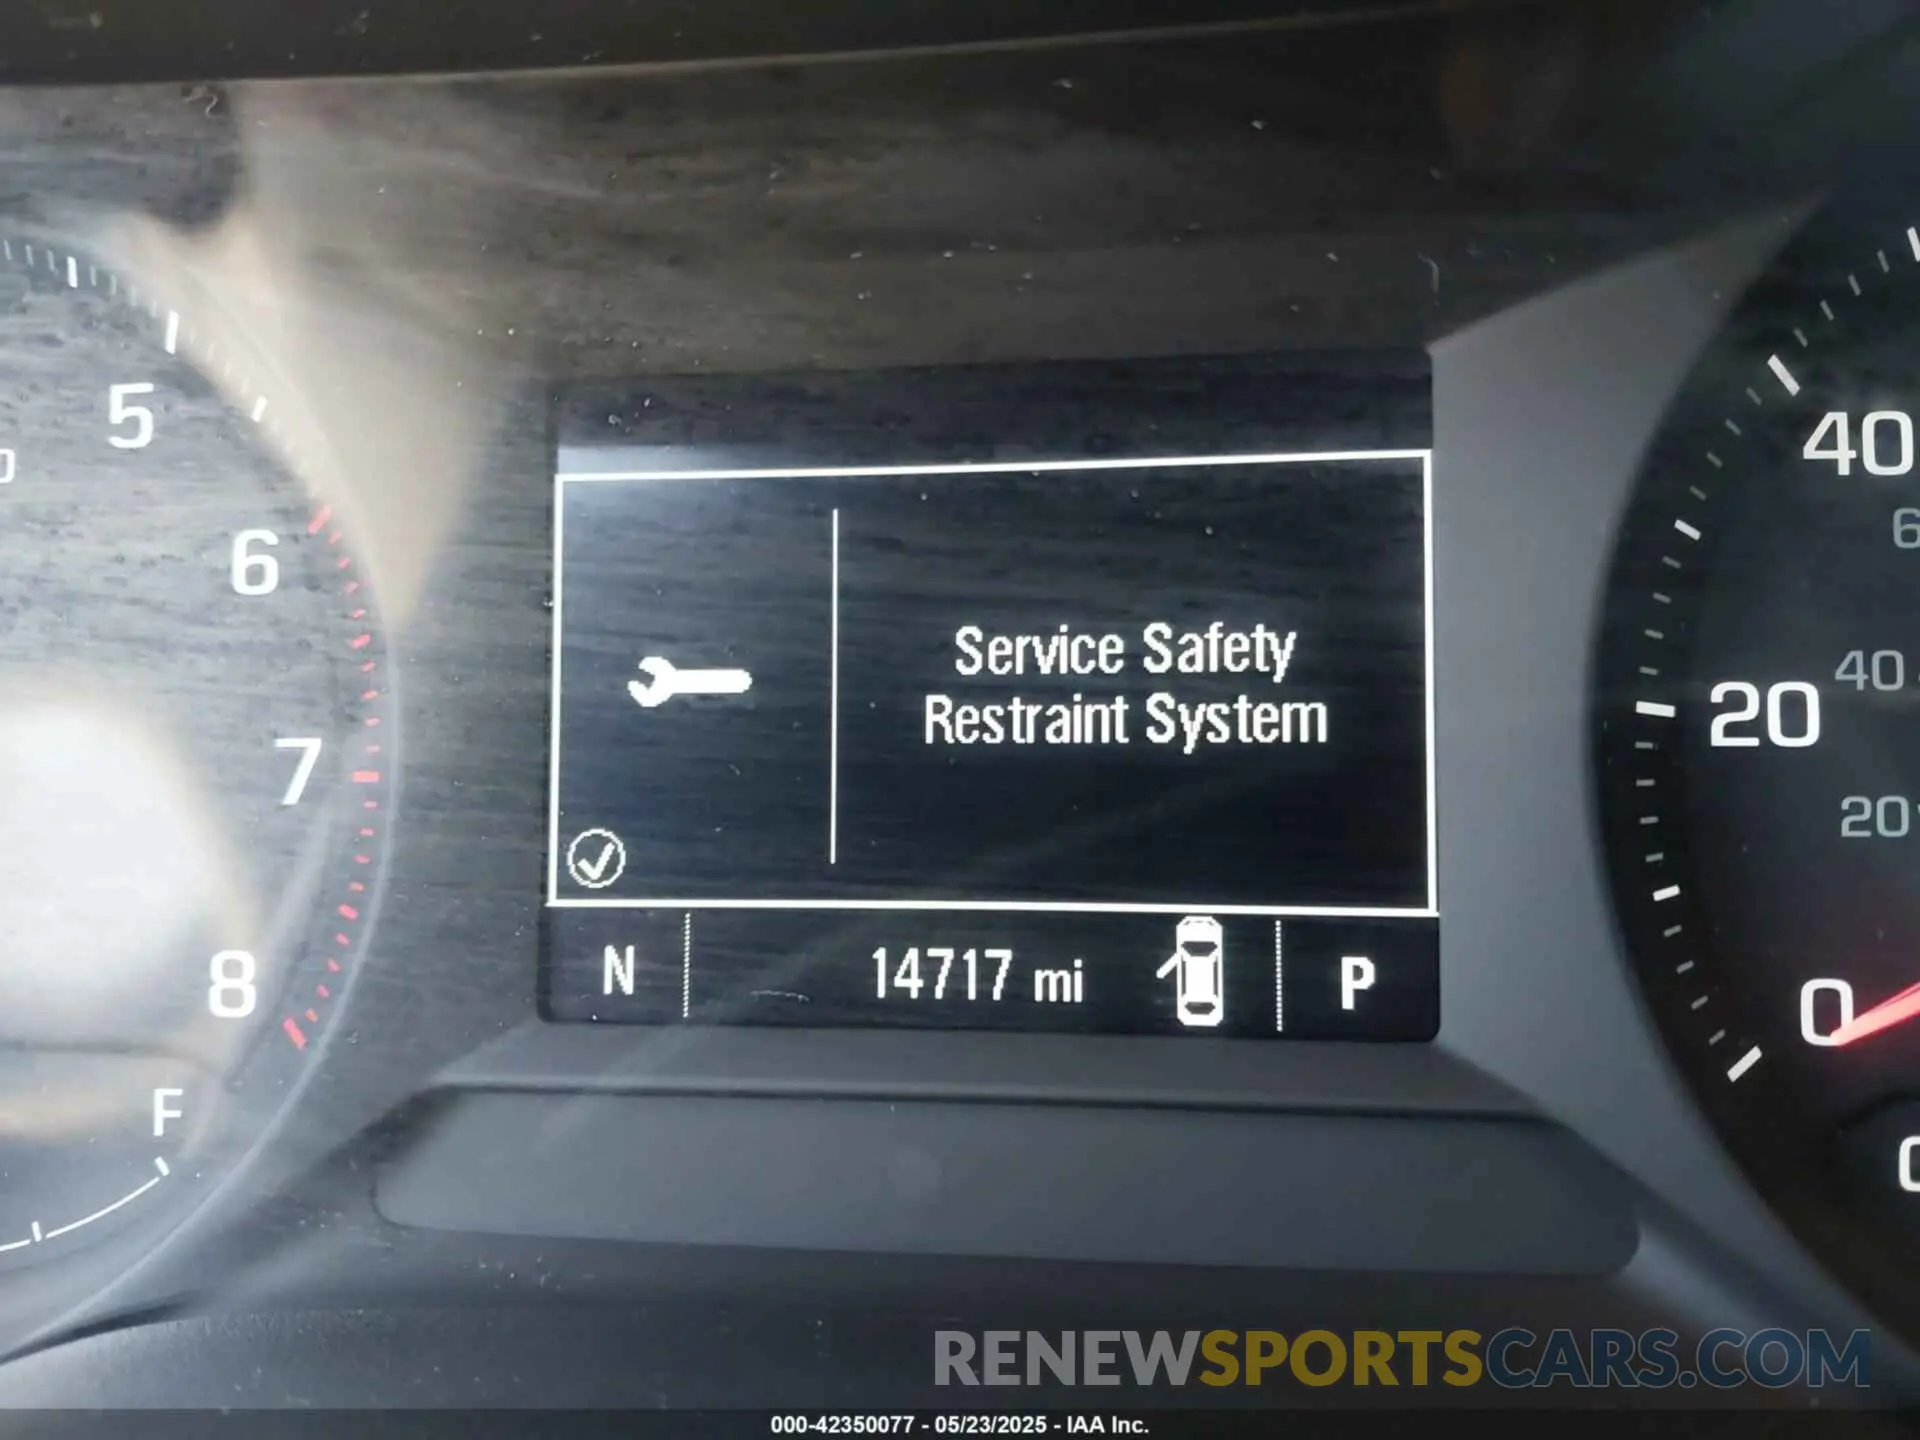 5
6
7
8
F
Service Safety
Restraint System
N
14717 mi
P
40
40
20
20
0
RENEWSPORTSCARS.COM
000-42350077 - 05/23/2025 - IAA Inc.